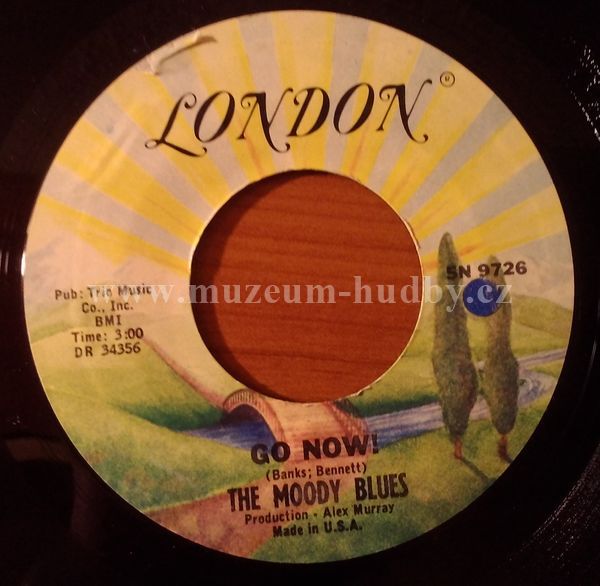 LONDON
5N 9726
www.muzeum-hudby.cz
Pub: Trio Music
Co., Inc.
BMI
Time: 3:00
DR 34356
GO NOW!
(Banks; Bennett)
THE MOODY BLUES
Production - Alex Murray
Made in U.S.A.